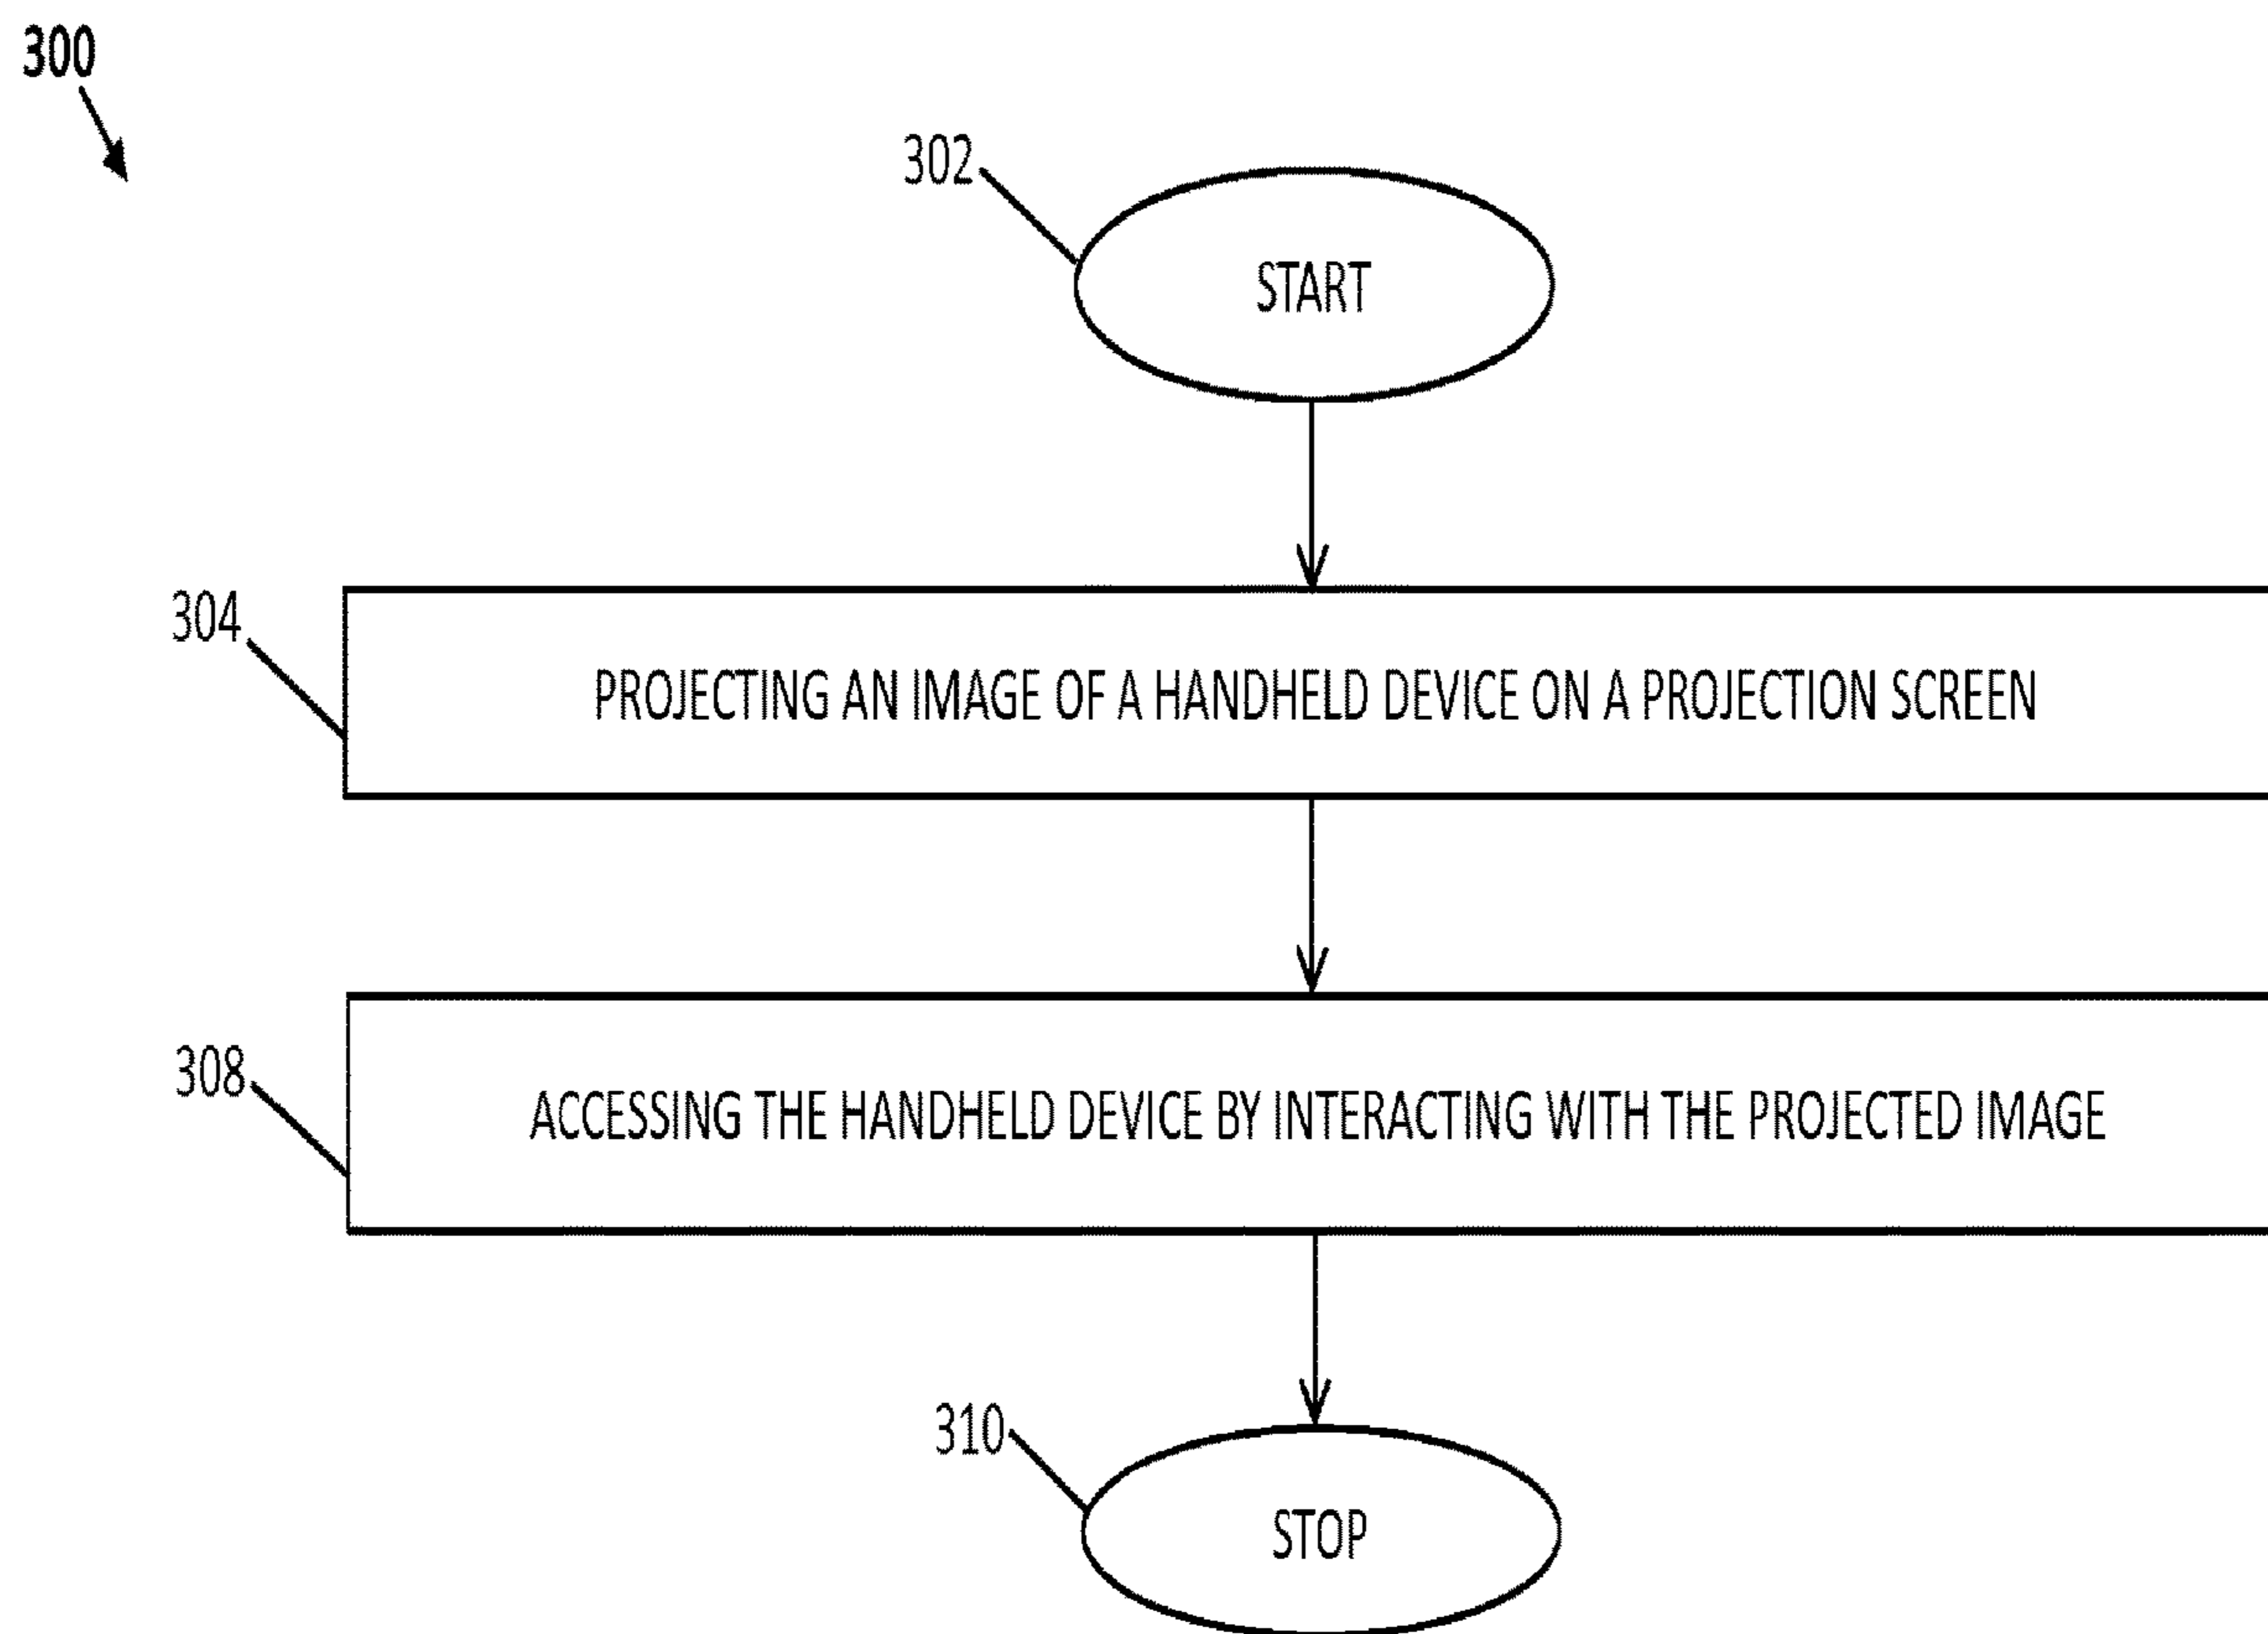 300
302
START
304
PROJECTING AN IMAGE OF A HANDHELD DEVICE ON A PROJECTION SCREEN
308
ACCESSING THE HANDHELD DEVICE BY INTERACTING WITH THE PROJECTED IMAGE
310
STOP